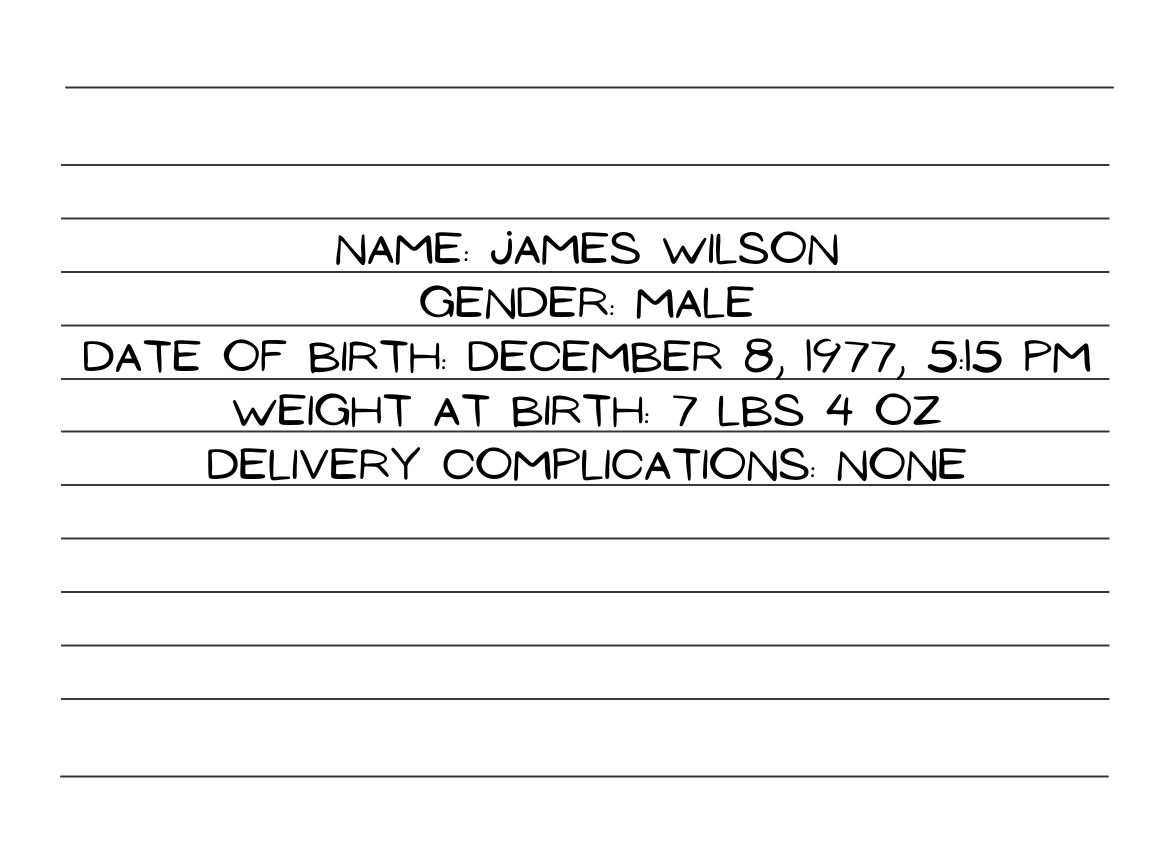 NAME: JAMES WILSON
GENDER: MALE
DATE OF BIRTH: DECEMBER 8, 1977, 5:15 PM
WEIGHT AT BIRTH: 7 LBS 4 OZ
DELIVERY COMPLICATIONS: NONE